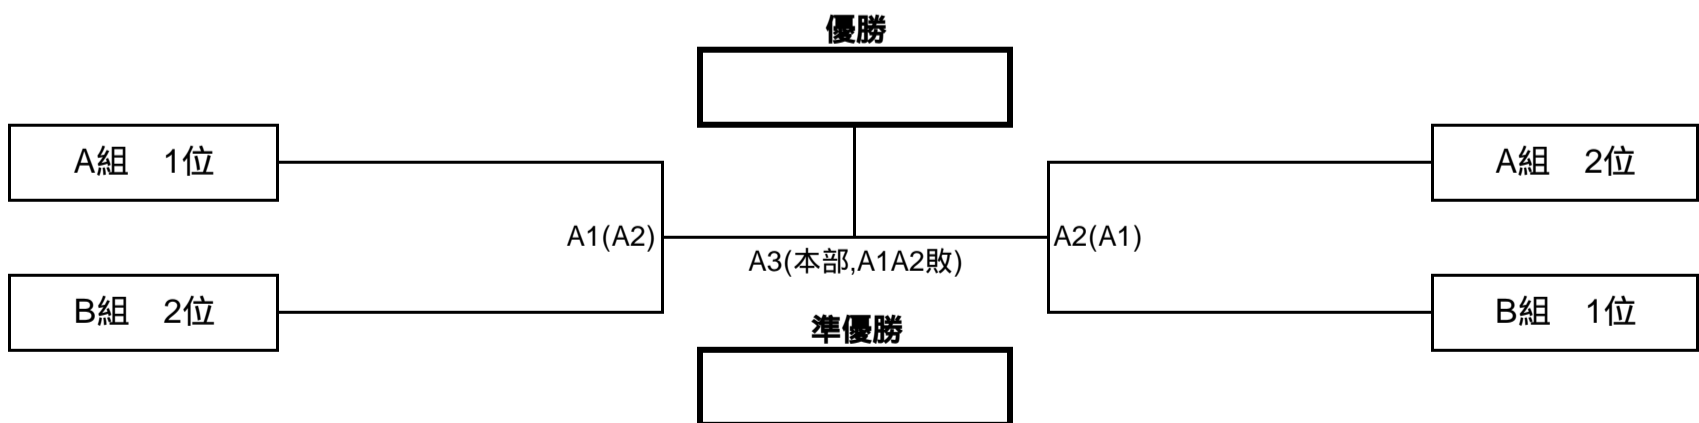 優勝
A組　1位
A組　2位
A1(A2)
A2(A1)
A3(本部,A1A2敗)
B組　2位
B組　1位
準優勝